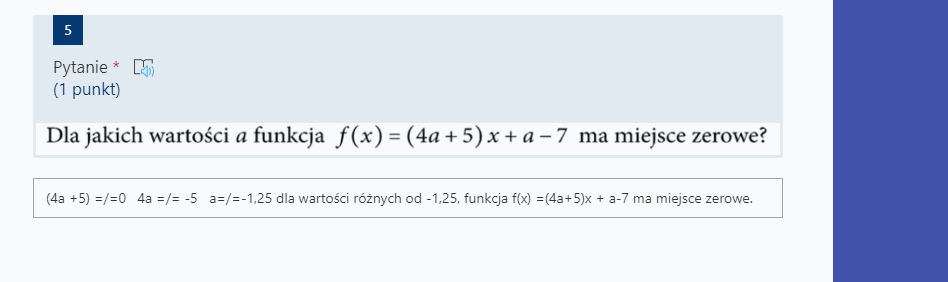 5
Pytanie *
(1 punkt)
Dla jakich wartości a funkcja f(x) = (4a + 5) x + a – 7 ma miejsce zerowe?
(4a +5) =/=0 4a =/= -5 a=/=-1,25 dla wartości różnych od -1,25, funkcja f(x) =(4a+5)x + a-7 ma miejsce zerowe.